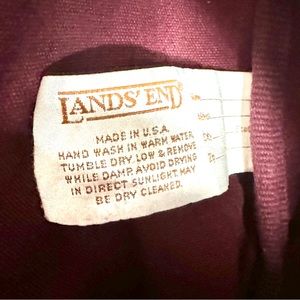 LANDS' END
MADE IN U.S.A.
HAND WASH IN WARM WATER
TUMBLE DRY, LOW & REMOVE
WHILE DAMP. AVOID DRYING
IN DIRECT SUNLIGHT. MAY
BE DRY CLEANED.